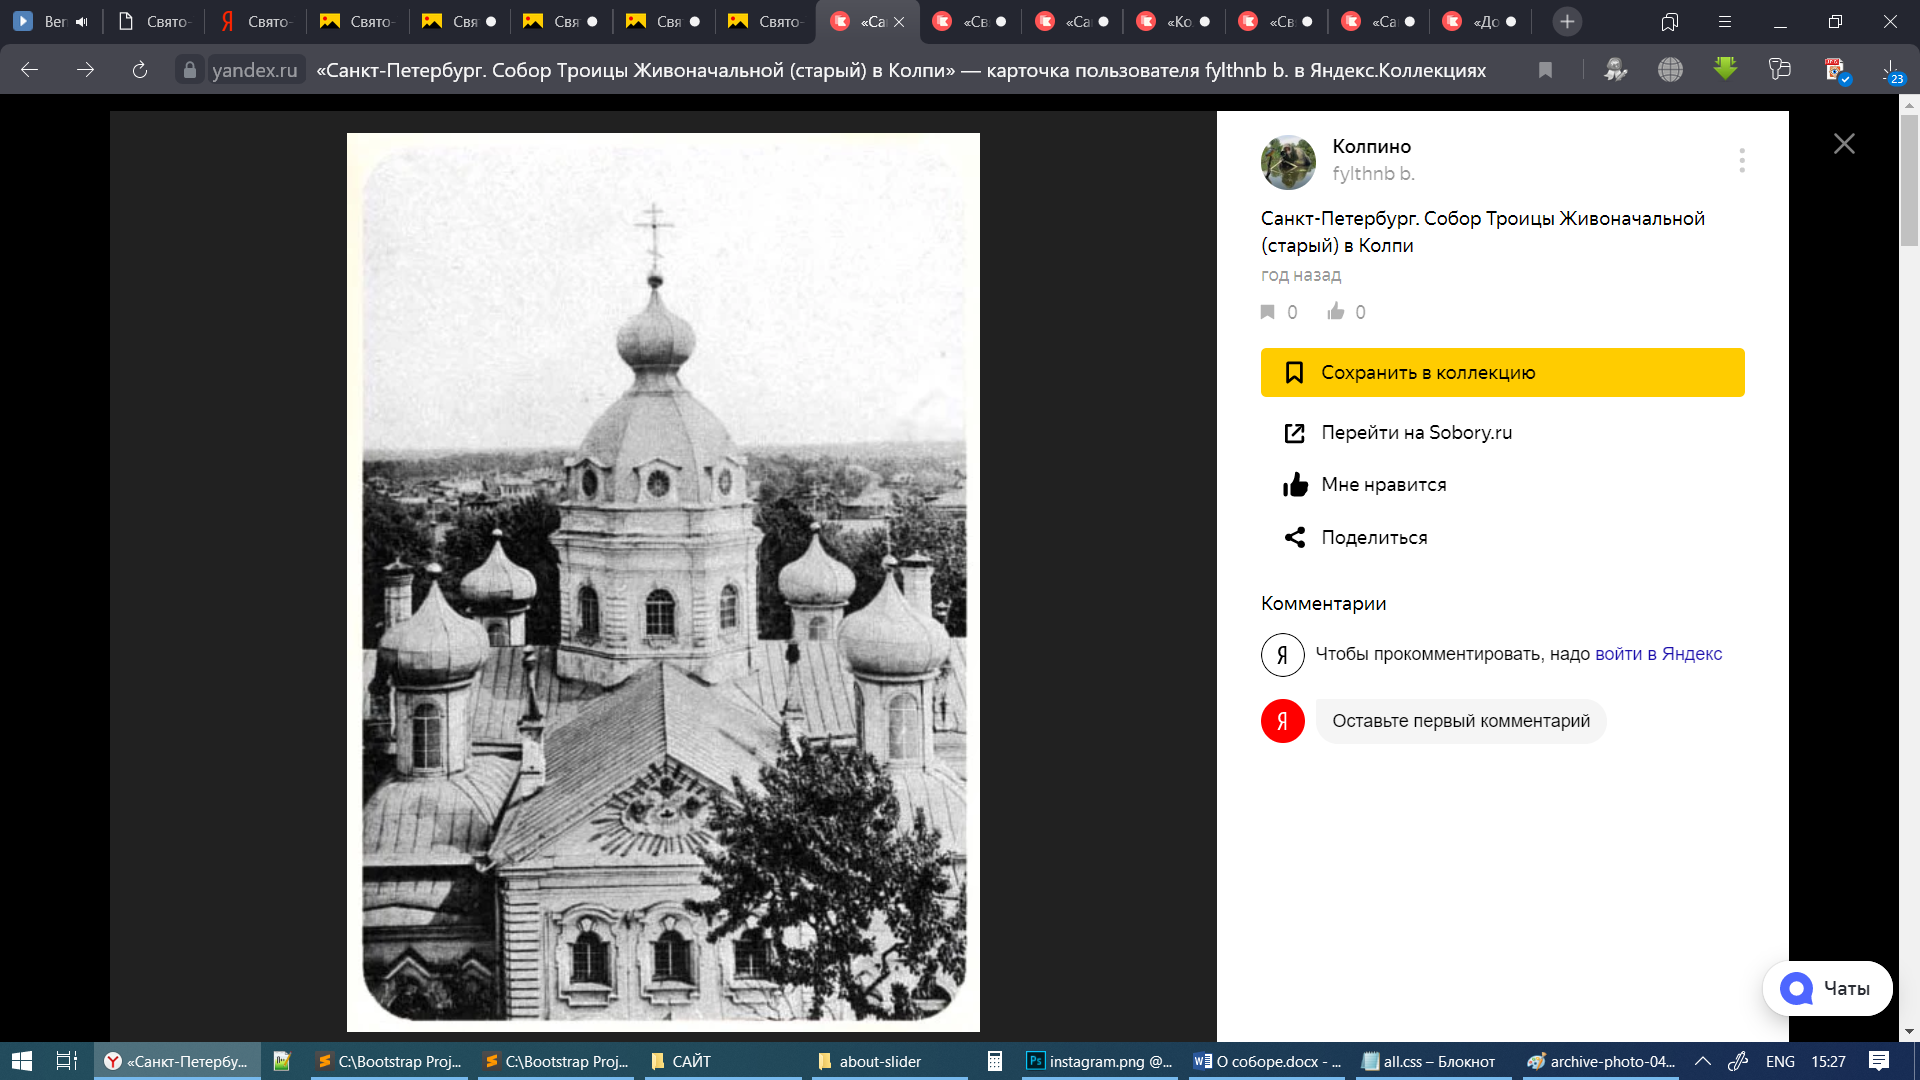 Ber
Свято-
Свято-
Свято-
Свя
Свя
Свя
Свято-
«Са
«Св
«Са
«Ко
«Св
«Са
«До
yandex.ru
«Санкт-Петербург. Собор Троицы Живоначальной (старый) в Колпи» — карточка пользователя fylthnb b. в Яндекс.Коллекциях
23
Колпино
fylthnb b.
Санкт-Петербург. Собор Троицы Живоначальной
(старый) в Колпи
год назад
0
0
Сохранить в коллекцию
Перейти на Sobory.ru
Мне нравится
Поделиться
Комментарии
Я
Чтобы прокомментировать, надо войти в Яндекс
Я
Оставьте первый комментарий
Чаты
«Санкт-Петербу...
C:\Bootstrap Proj...
C:\Bootstrap Proj...
САЙТ
about-slider
instagram.png @...
О соборе.docx - ...
all.css – Блокнот
archive-photo-04...
ENG
15:27